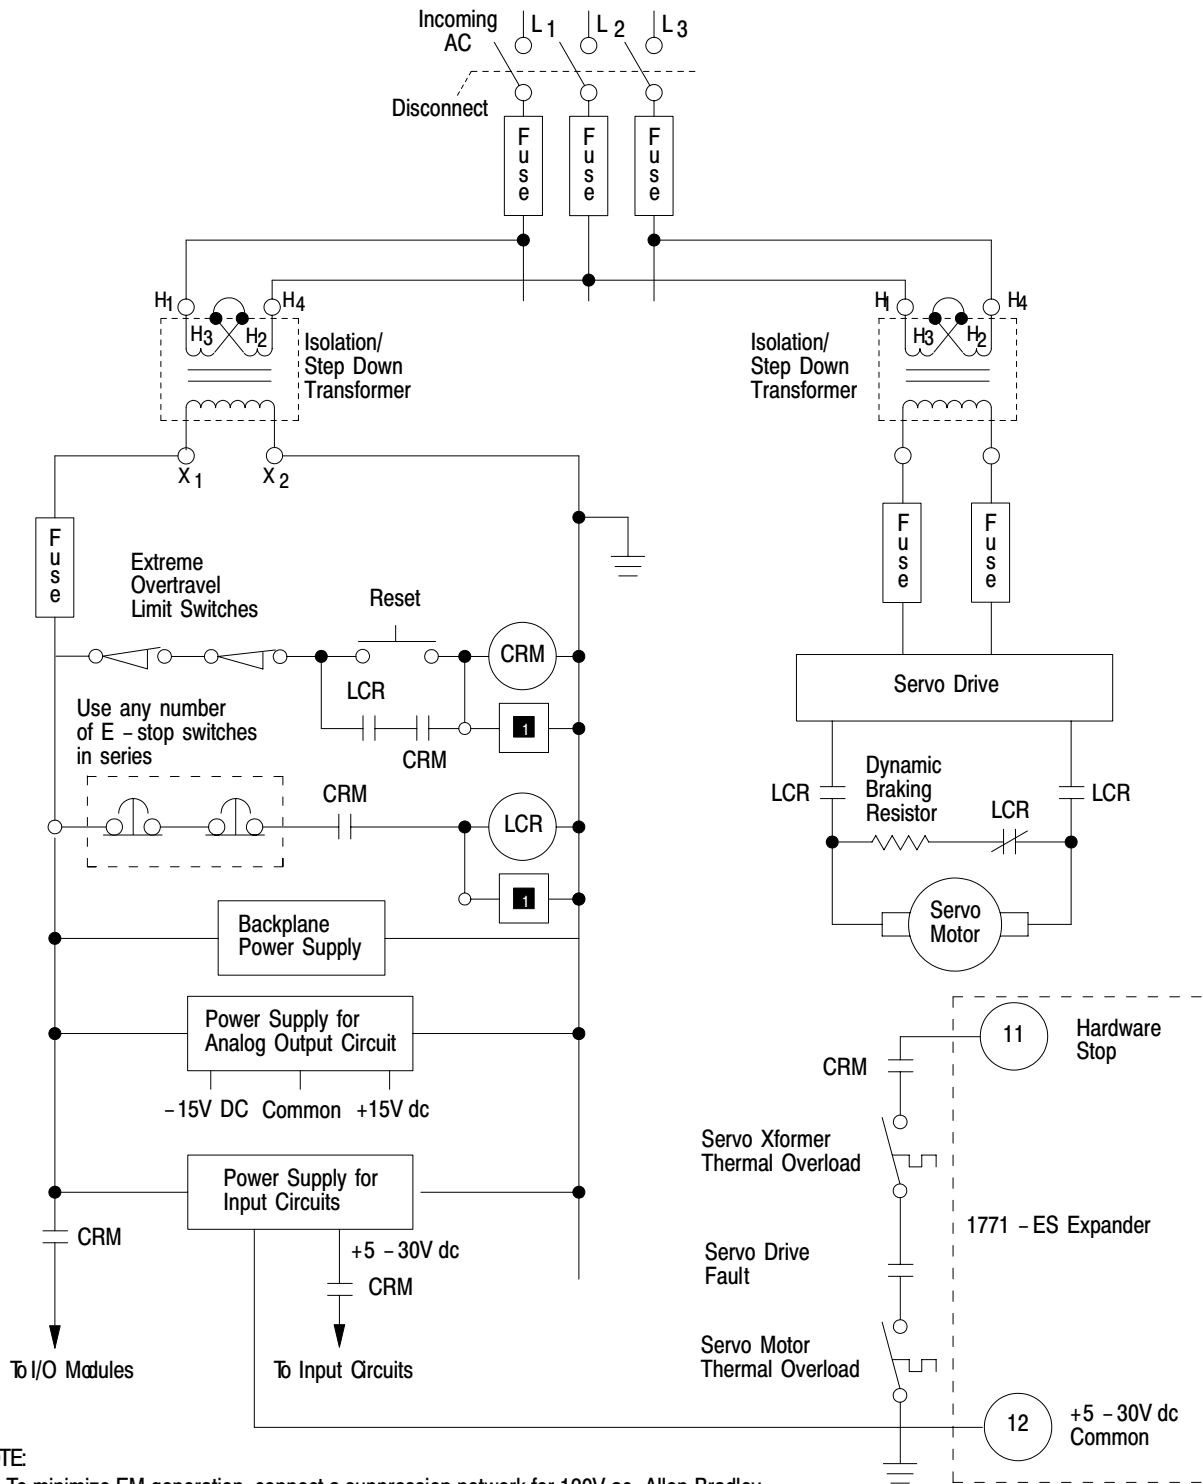 Incoming
AC
L1
L2
L3
Disconnect
Fuse
Fuse
Fuse
H1
H4
H3
H2
Isolation/
Step Down
Transformer
H1
H4
H3
H2
Isolation/
Step Down
Transformer
X1
X2
Fuse
Fuse
Fuse
Extreme
Overtravel
Limit Switches
Reset
CRM
LCR
CRM
1
Servo Drive
Use any number
of E – stop switches
in series
CRM
LCR
1
LCR
Dynamic
Braking
Resistor
LCR
LCR
Servo
Motor
Backplane
Power Supply
Power Supply for
Analog Output Circuit
–15V DC Common +15V dc
11
Hardware
Stop
CRM
Servo Xformer
Thermal Overload
Power Supply for
Input Circuits
CRM
+5 – 30V dc
CRM
1771 – ES Expander
Servo Drive
Fault
Servo Motor
Thermal Overload
To I/O Modules
To Input Circuits
12
+5 – 30V dc
Common
TE: